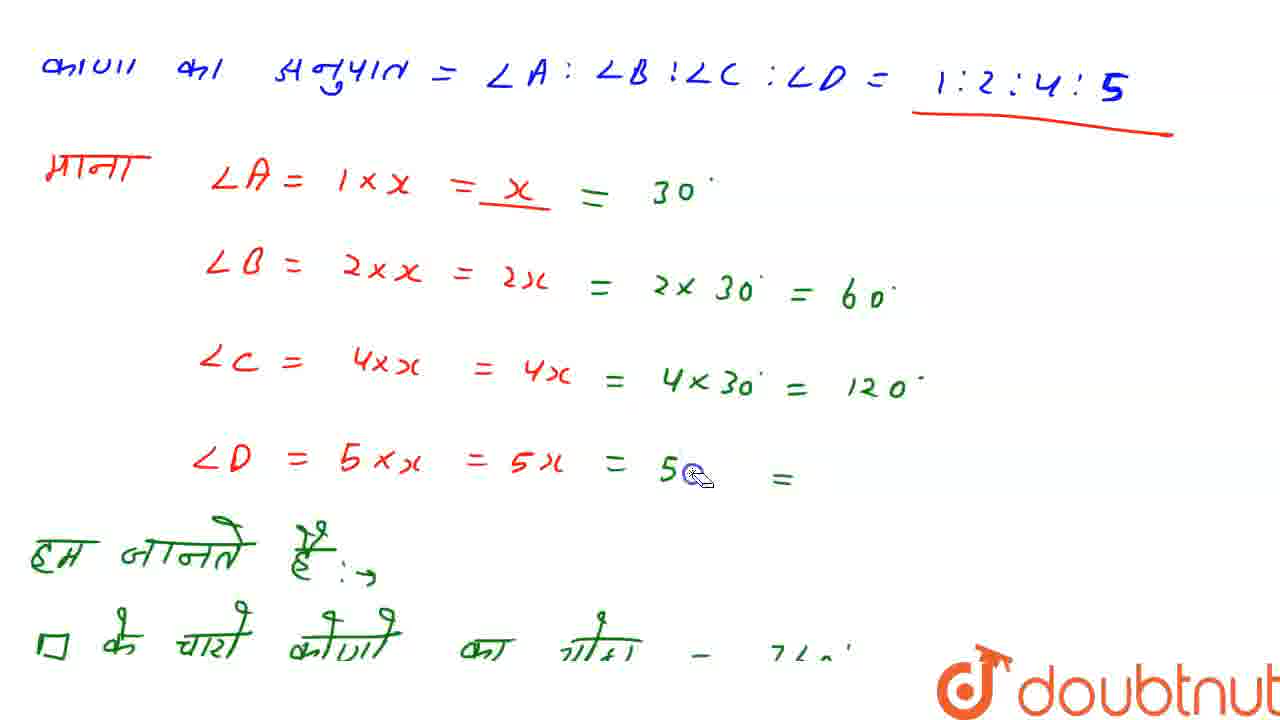 कोणों का अनुपात = ∠A : ∠B : ∠C : ∠D = 1 : 2 : 4 : 5
माना ∠A = 1 × x = x = 30°
∠B = 2 × x = 2x = 2 × 30° = 60°
∠C = 4 × x = 4x = 4 × 30° = 120°
∠D = 5 × x = 5x = 5 =
हम जानते हैं :→
□ के चारो कोणो का योग = 360°
doubtnut